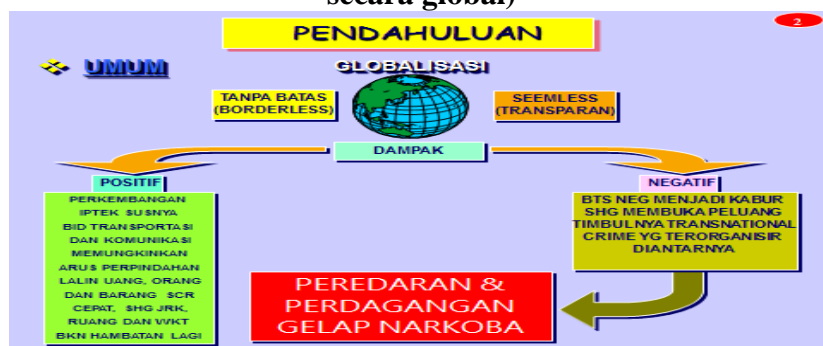 secara global)
PENDAHULUAN
2
UMUM
GLOBALISASI
TANPA BATAS
(BORDERLESS)
SEEMLESS
(TRANSPARAN)
DAMPAK
POSITIF
PERKEMBANGAN
IPTEK SUSNYA
BID TRANSPORTASI
DAN KOMUNIKASI
MEMUNGKINKAN
ARUS PERPINDAHAN
LALIN UANG, ORANG
DAN BARANG SCR
CEPAT, SHG JRK,
RUANG DAN WKT
BKN HAMBATAN LAGI
NEGATIF
BTS NEG MENJADI KABUR
SHG MEMBUKA PELUANG
TIMBULNYA TRANSNATIONAL
CRIME YG TERORGANISIR
DIANTARNYA
PEREDARAN &
PERDAGANGAN
GELAP NARKOBA